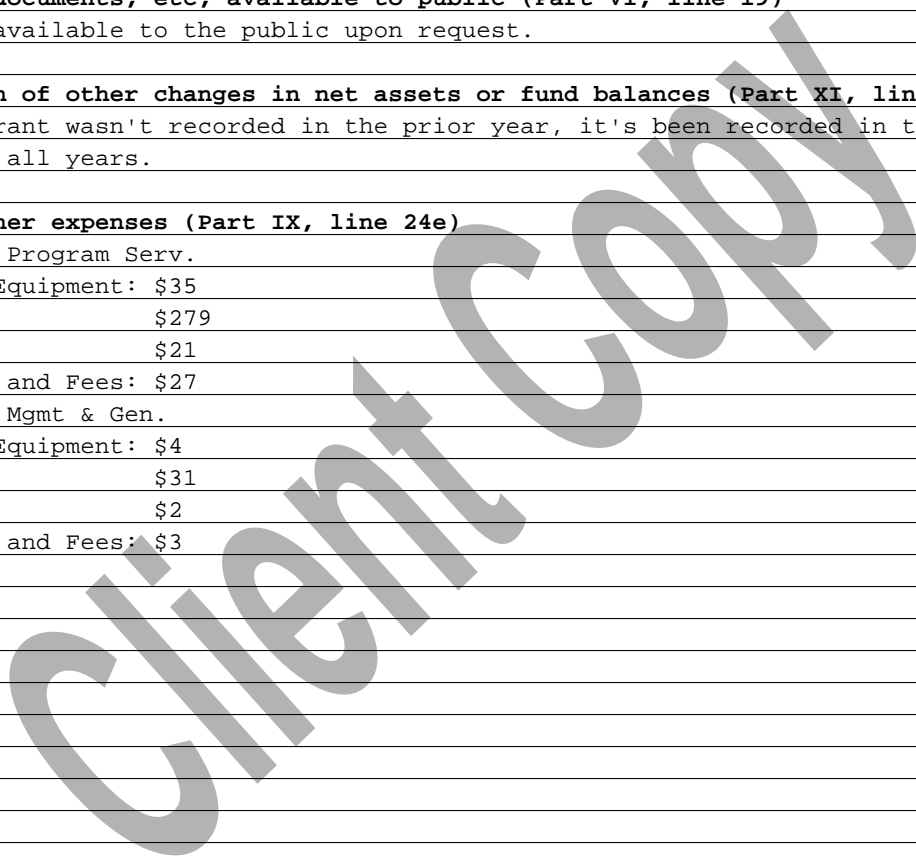 documents, etc, available to public (Part VI, line 19)
available to the public upon request.
of other changes in net assets or fund balances (Part XI,
wasn't recorded in the prior year, it's been recorded in
all years.
expenses (Part IX, line 24e)
Program Serv.
Equipment: $35
$279
$21
and Fees: $27
Mgmt & Gen.
Equipment: $4
$31
$2
and Fees: $3
Client Copy